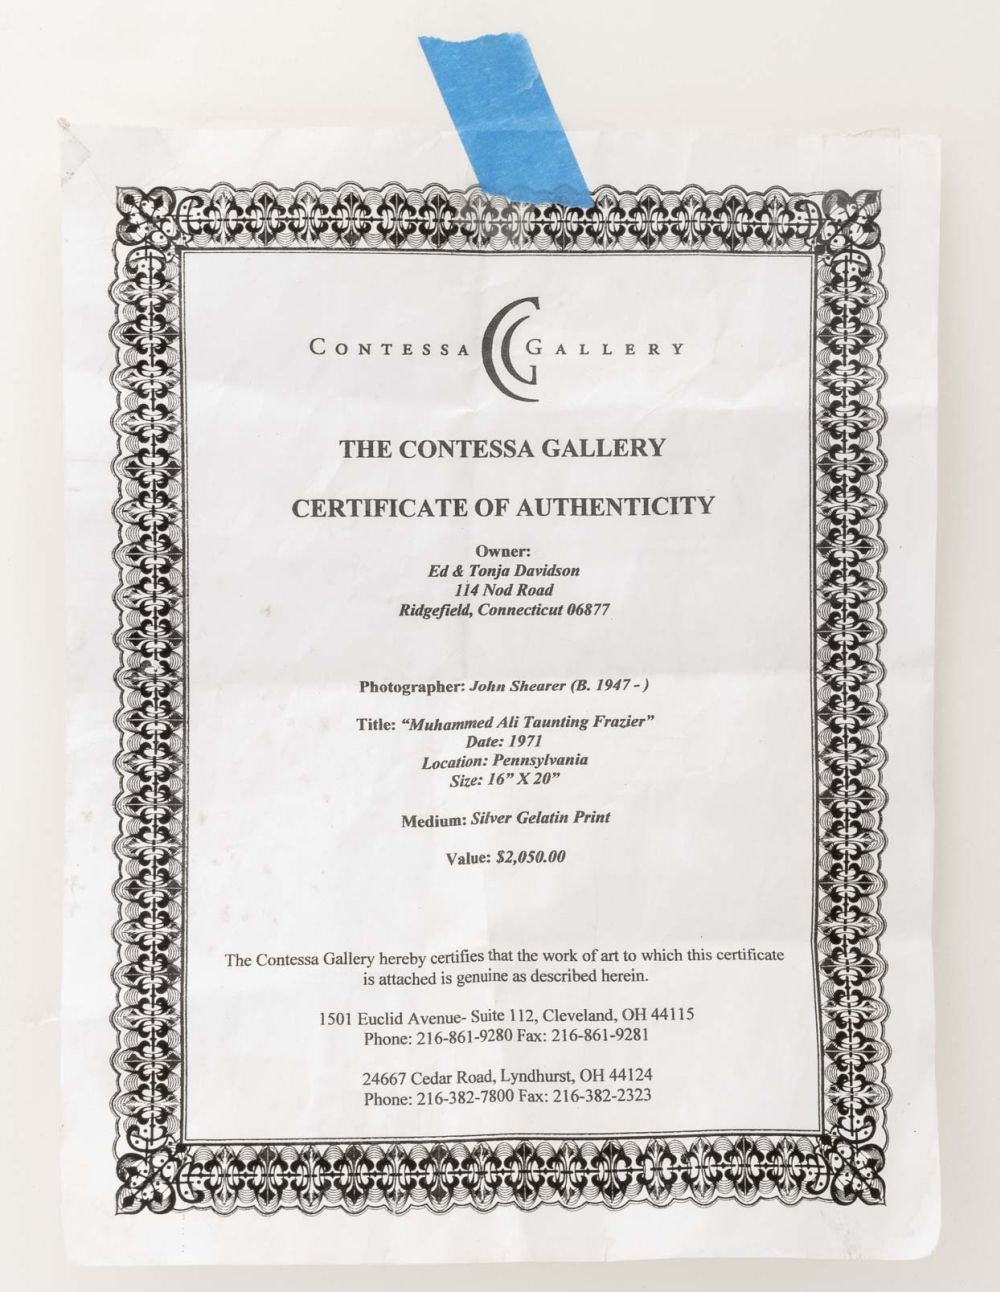 CONTESSA GALLERY
THE CONTESSA GALLERY
CERTIFICATE OF AUTHENTICITY
Owner:
Ed & Tonja Davidson
114 Nod Road
Ridgefield, Connecticut 06877
Photographer: John Shearer (B. 1947 - )
Title: “Muhammed Ali Taunting Frazier”
Date: 1971
Location: Pennsylvania
Size: 16” X 20”
Medium: Silver Gelatin Print
Value: $2,050.00
The Contessa Gallery hereby certifies that the work of art to which this certificate
is attached is genuine as described herein.
1501 Euclid Avenue- Suite 112, Cleveland, OH 44115
Phone: 216-861-9280 Fax: 216-861-9281
24667 Cedar Road, Lyndhurst, OH 44124
Phone: 216-382-7800 Fax: 216-382-2323